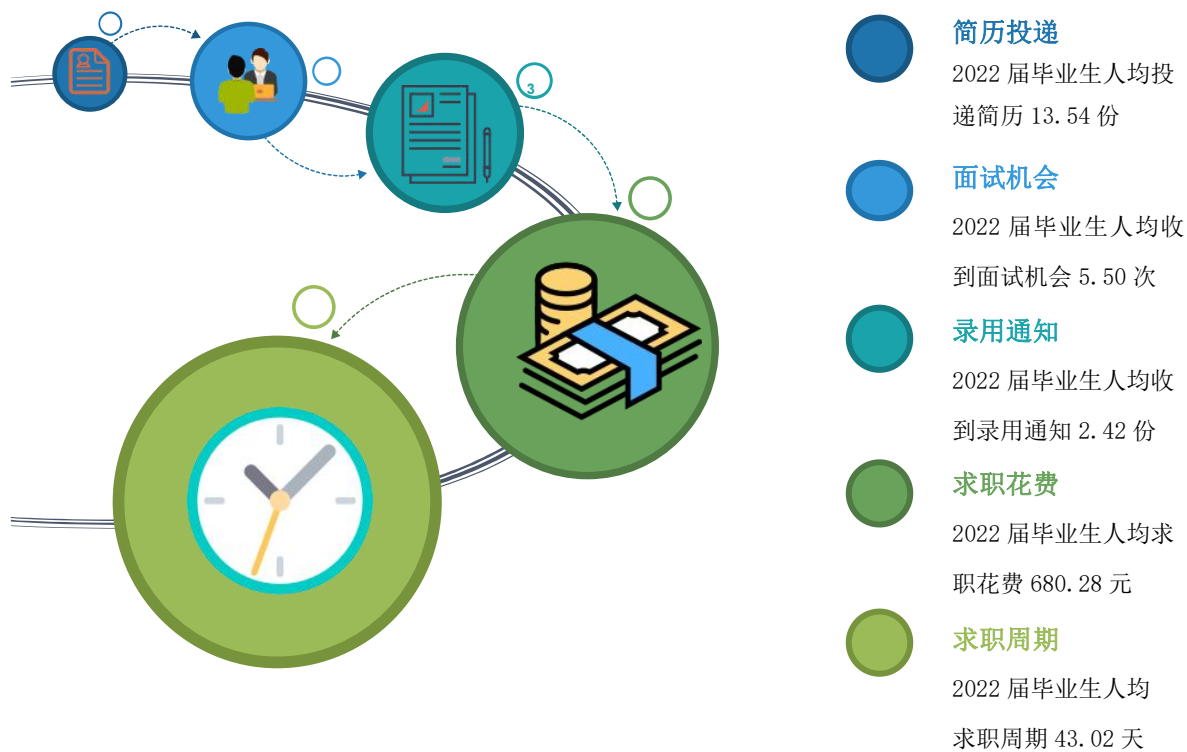 3
简历投递
2022 届毕业生人均投
递简历 13.54 份
面试机会
2022 届毕业生人均收
到面试机会 5.50 次
录用通知
2022 届毕业生人均收
到录用通知 2.42 份
求职花费
2022 届毕业生人均求
职花费 680.28 元
求职周期
2022 届毕业生人均
求职周期 43.02 天